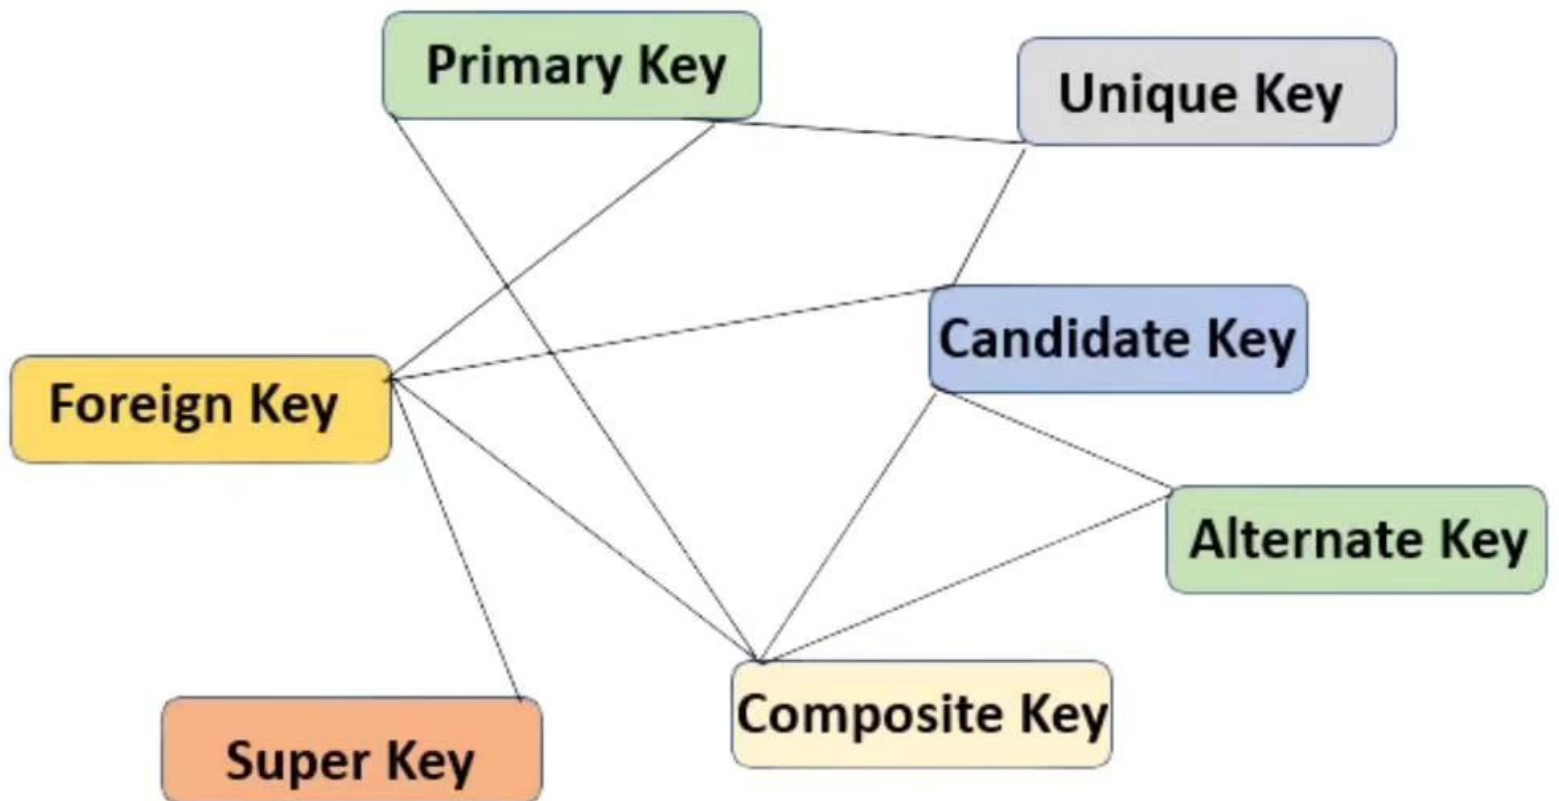 Primary Key
Unique Key
Candidate Key
Foreign Key
Alternate Key
Composite Key
Super Key